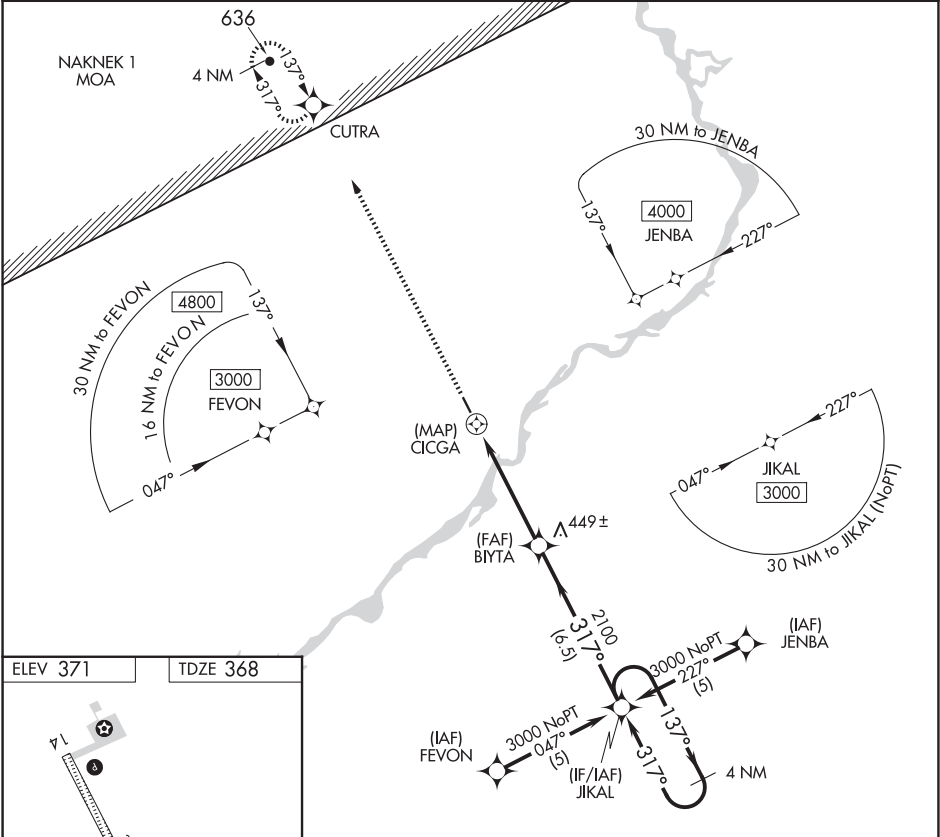 636
NAKNEK 1
MOA
4 NM
137°
317°
CUTRA
30 NM to JENBA
4000
JENBA
137°
227°
30 NM to FEVON
4800
16 NM to FEVON
137°
3000
FEVON
047°
(MAP)
CICGA
227°
047°
JIKAL
3000
30 NM to JIKAL (NoPT)
(FAF)
BIYTA
449±
2100
317°
(6.5)
(IAF)
JENBA
3000 NoPT
227°
(5)
(IAF)
FEVON
3000 NoPT
047°
(5)
(IF/IAF)
JIKAL
137°
317°
4 NM
ELEV 371
TDZE 368
14
P